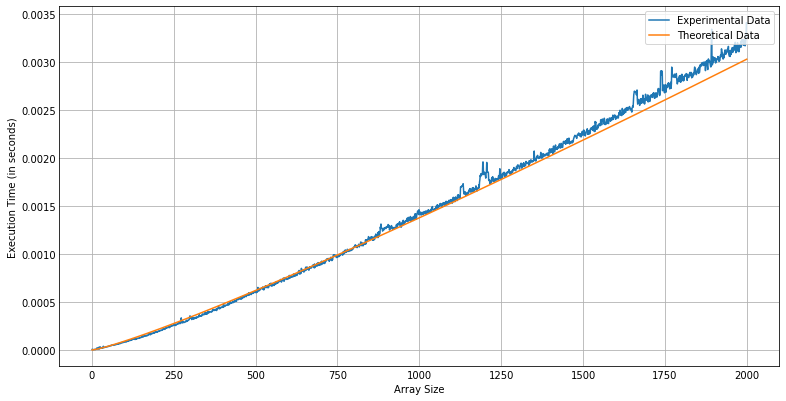 0.0035
0.0030
0.0025
0.0020
0.0015
0.0010
0.0005
0.0000
Execution Time (in seconds)
Experimental Data
Theoretical Data
0 250 500 750 1000 1250 1500 1750 2000
Array Size